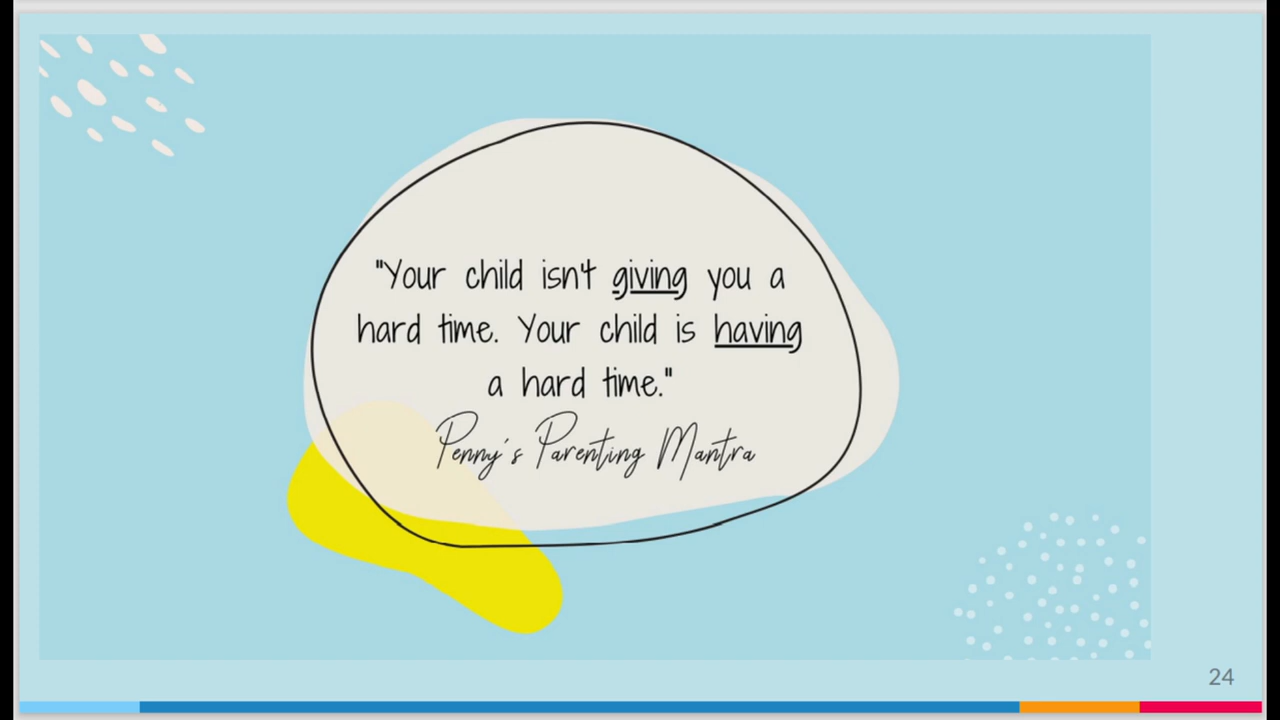 "Your child isn't giving you a
hard time. Your child is having
a hard time."
Penny's Parenting Mantra
24